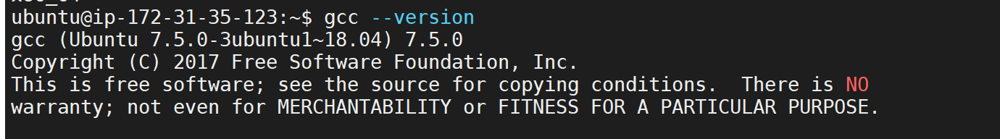 ubuntu@ip-172-31-35-123:~$ gcc --version
gcc (Ubuntu 7.5.0-3ubuntu1~18.04) 7.5.0
Copyright (C) 2017 Free Software Foundation, Inc.
This is free software; see the source for copying conditions.  There is NO
warranty; not even for MERCHANTABILITY or FITNESS FOR A PARTICULAR PURPOSE.